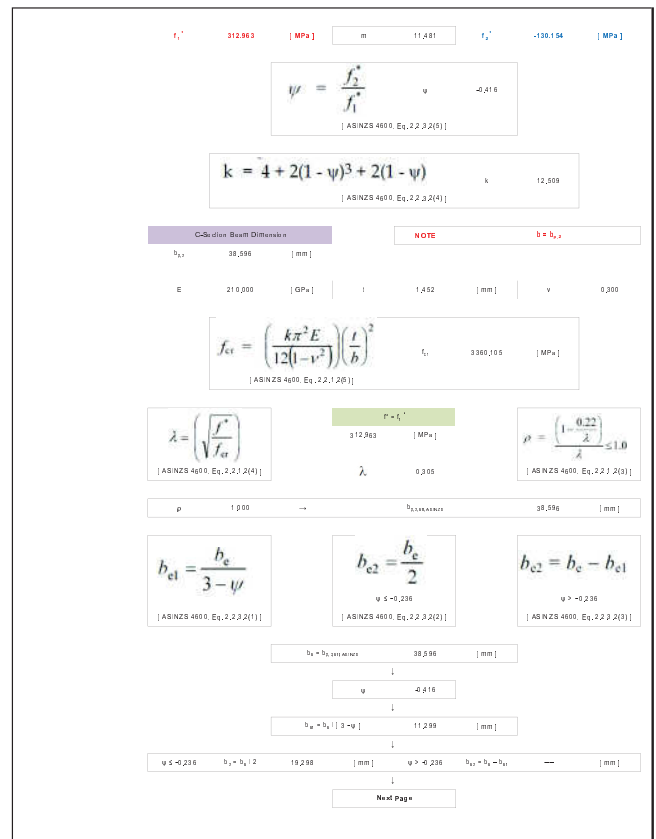 f₁* 312.963 [ MPa ] m 11.481 f₂* -130.154 [ MPa ]
ψ = f₂* / f₁* ψ -0.416
[ AS/NZS 4600, Eq. 2.2.3.2(5) ]
k = 4 + 2(1 - ψ)³ + 2(1 - ψ) k 12.509
[ AS/NZS 4600, Eq. 2.2.3.2(4) ]
C-Section Beam Dimension NOTE b = b₂,₂
b₂,₂ 38.596 [ mm ]
E 210.000 [ GPa ] t 1.452 [ mm ] v 0.300
f_cr = (kπ²E / 12(1 − ν²)) (t / b)² f_cr 3360.105 [ MPa ]
[ AS/NZS 4600, Eq. 2.2.1.2(5) ]
f* = f₁*
λ = (√(f* / f_cr)) 312.963 [ MPa ] ρ = (1 − 0.22 / λ) / λ ≤ 1.0
[ AS/NZS 4600, Eq. 2.2.1.2(4) ] λ 0.305 [ AS/NZS 4600, Eq. 2.2.1.2(3) ]
ρ 1.000 → 38.596 [ mm ]
b_e1 = b_e / (3 − ψ) b_e2 = b_e / 2 b_e2 = b_e − b_e1
ψ ≤ -0.236 ψ > -0.236
[ AS/NZS 4600, Eq. 2.2.3.2(1) ] [ AS/NZS 4600, Eq. 2.2.3.2(2) ] [ AS/NZS 4600, Eq. 2.2.3.2(3) ]
38.596 [ mm ]
↓
ψ -0.416
↓
b_e1 = b_e / [ 3 − ψ ] 11.299 [ mm ]
↓
ψ ≤ -0.236 b_e2 = b_e / 2 19.298 [ mm ] ψ > -0.236 b_e2 = b_e − b_e1 — [ mm ]
↓
Next Page